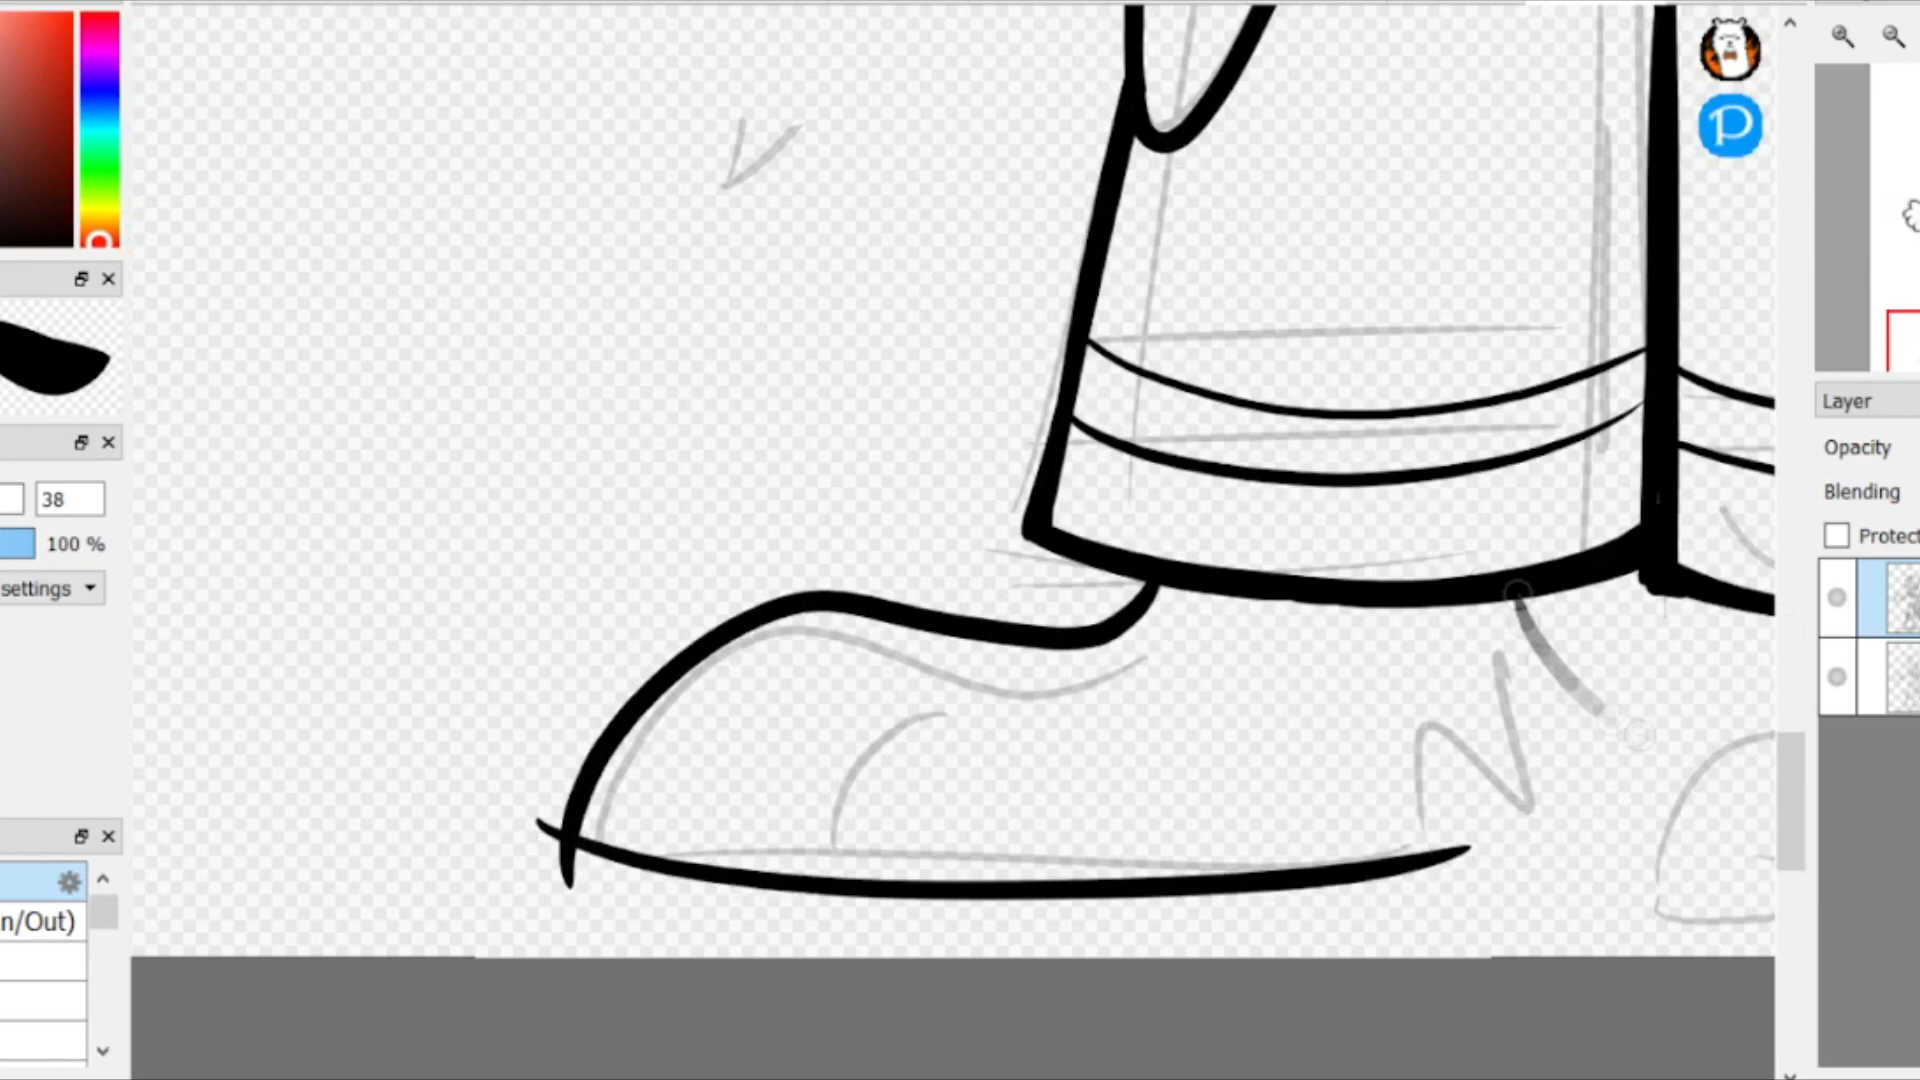 38
100 %
settings
n/Out)
P
Layer
Opacity
Blending
Protect